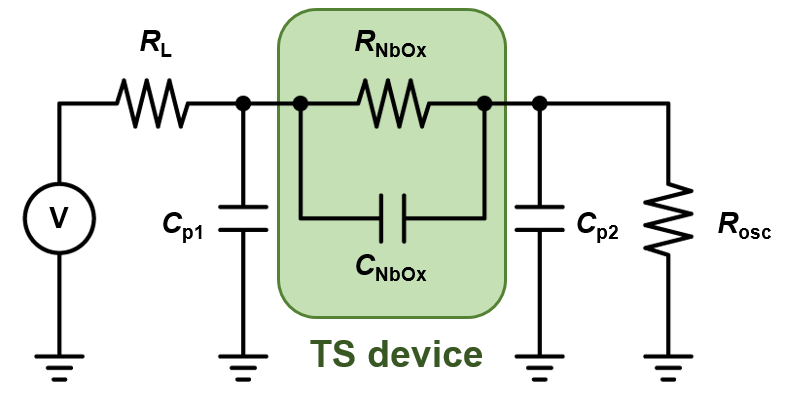 RL
RNbOx
V
Cp1
Cp2
Rosc
CNbOx
TS device